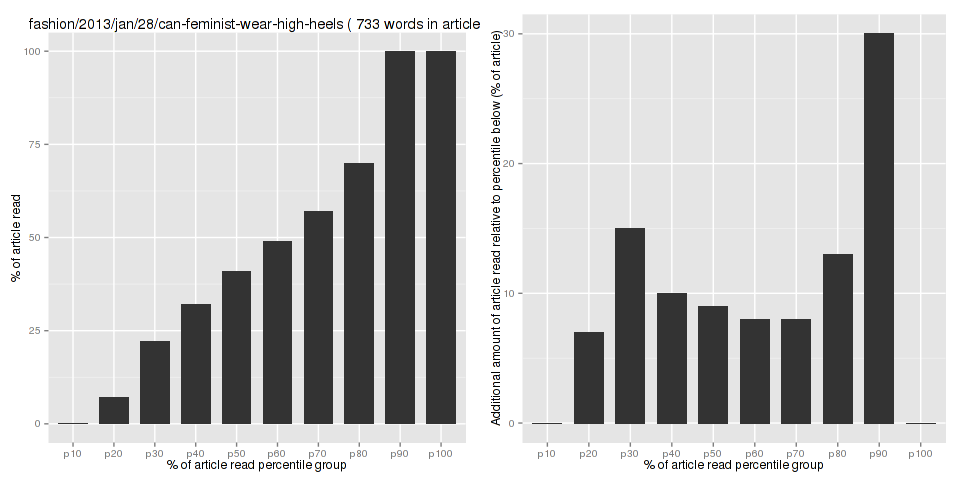 fashion/2013/jan/28/can-feminist-wear-high-heels ( 733 words in article
100
75
50
25
0
% of article read
p10 p20 p30 p40 p50 p60 p70 p80 p90 p100
% of article read percentile group
30
20
10
0
Additional amount of article read relative to percentile below (% of article)
p10 p20 p30 p40 p50 p60 p70 p80 p90 p100
% of article read percentile group